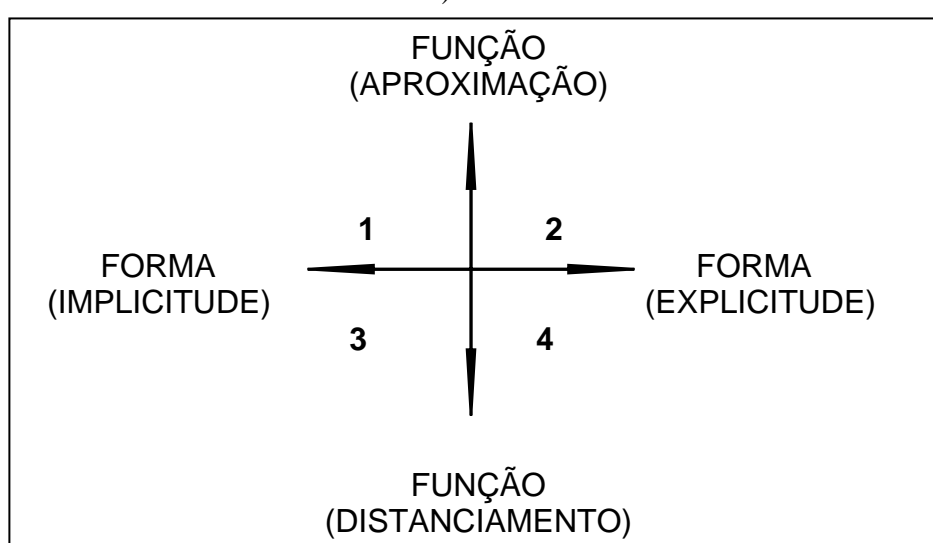 )
FUNÇÃO
(APROXIMAÇÃO)
1 2
FORMA
(IMPLICITUDE)
FORMA
(EXPLICITUDE)
3 4
FUNÇÃO
(DISTANCIAMENTO)